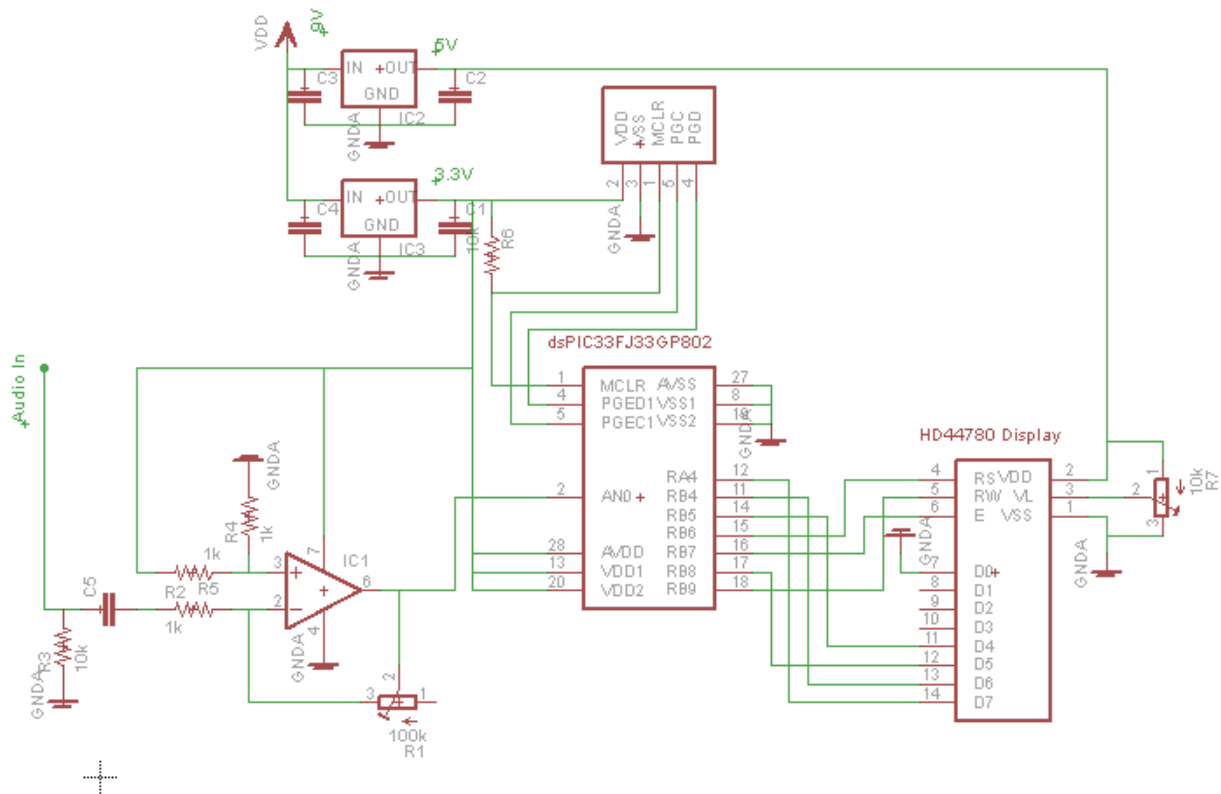 VDD
9V
5V
IN
OUT
GND
C3
C2
IC2
GNDA
VDD
VSS
MCLR
PGC
PGD
2
3
1
5
4
GNDA
3.3V
IN
OUT
GND
C4
C1
IC3
GNDA
10k
R6
dsPIC33FJ33GP802
1 MCLR AVSS 27
4 PGED1 VSS1 8
5 PGEC1 VSS2 19
GNDA
RA4 12
2 AN0 RB4 11
RB5 14
RB6 15
28 AVDD RB7 16
13 VDD1 RB8 17
20 VDD2 RB9 18
HD44780 Display
4 RS VDD 2
5 RW VL 3
6 E VSS 1
GNDA
7 D0
8 D1
9 D2
10 D3
11 D4
12 D5
13 D6
14 D7
1
2
3
10k
R7
GNDA
Audio In
GNDA
R4
1k
1k
R5
R2
1k
C5
R3
10k
GNDA
IC1
3
2
7
6
4
GNDA
2
3
1
100k
R1